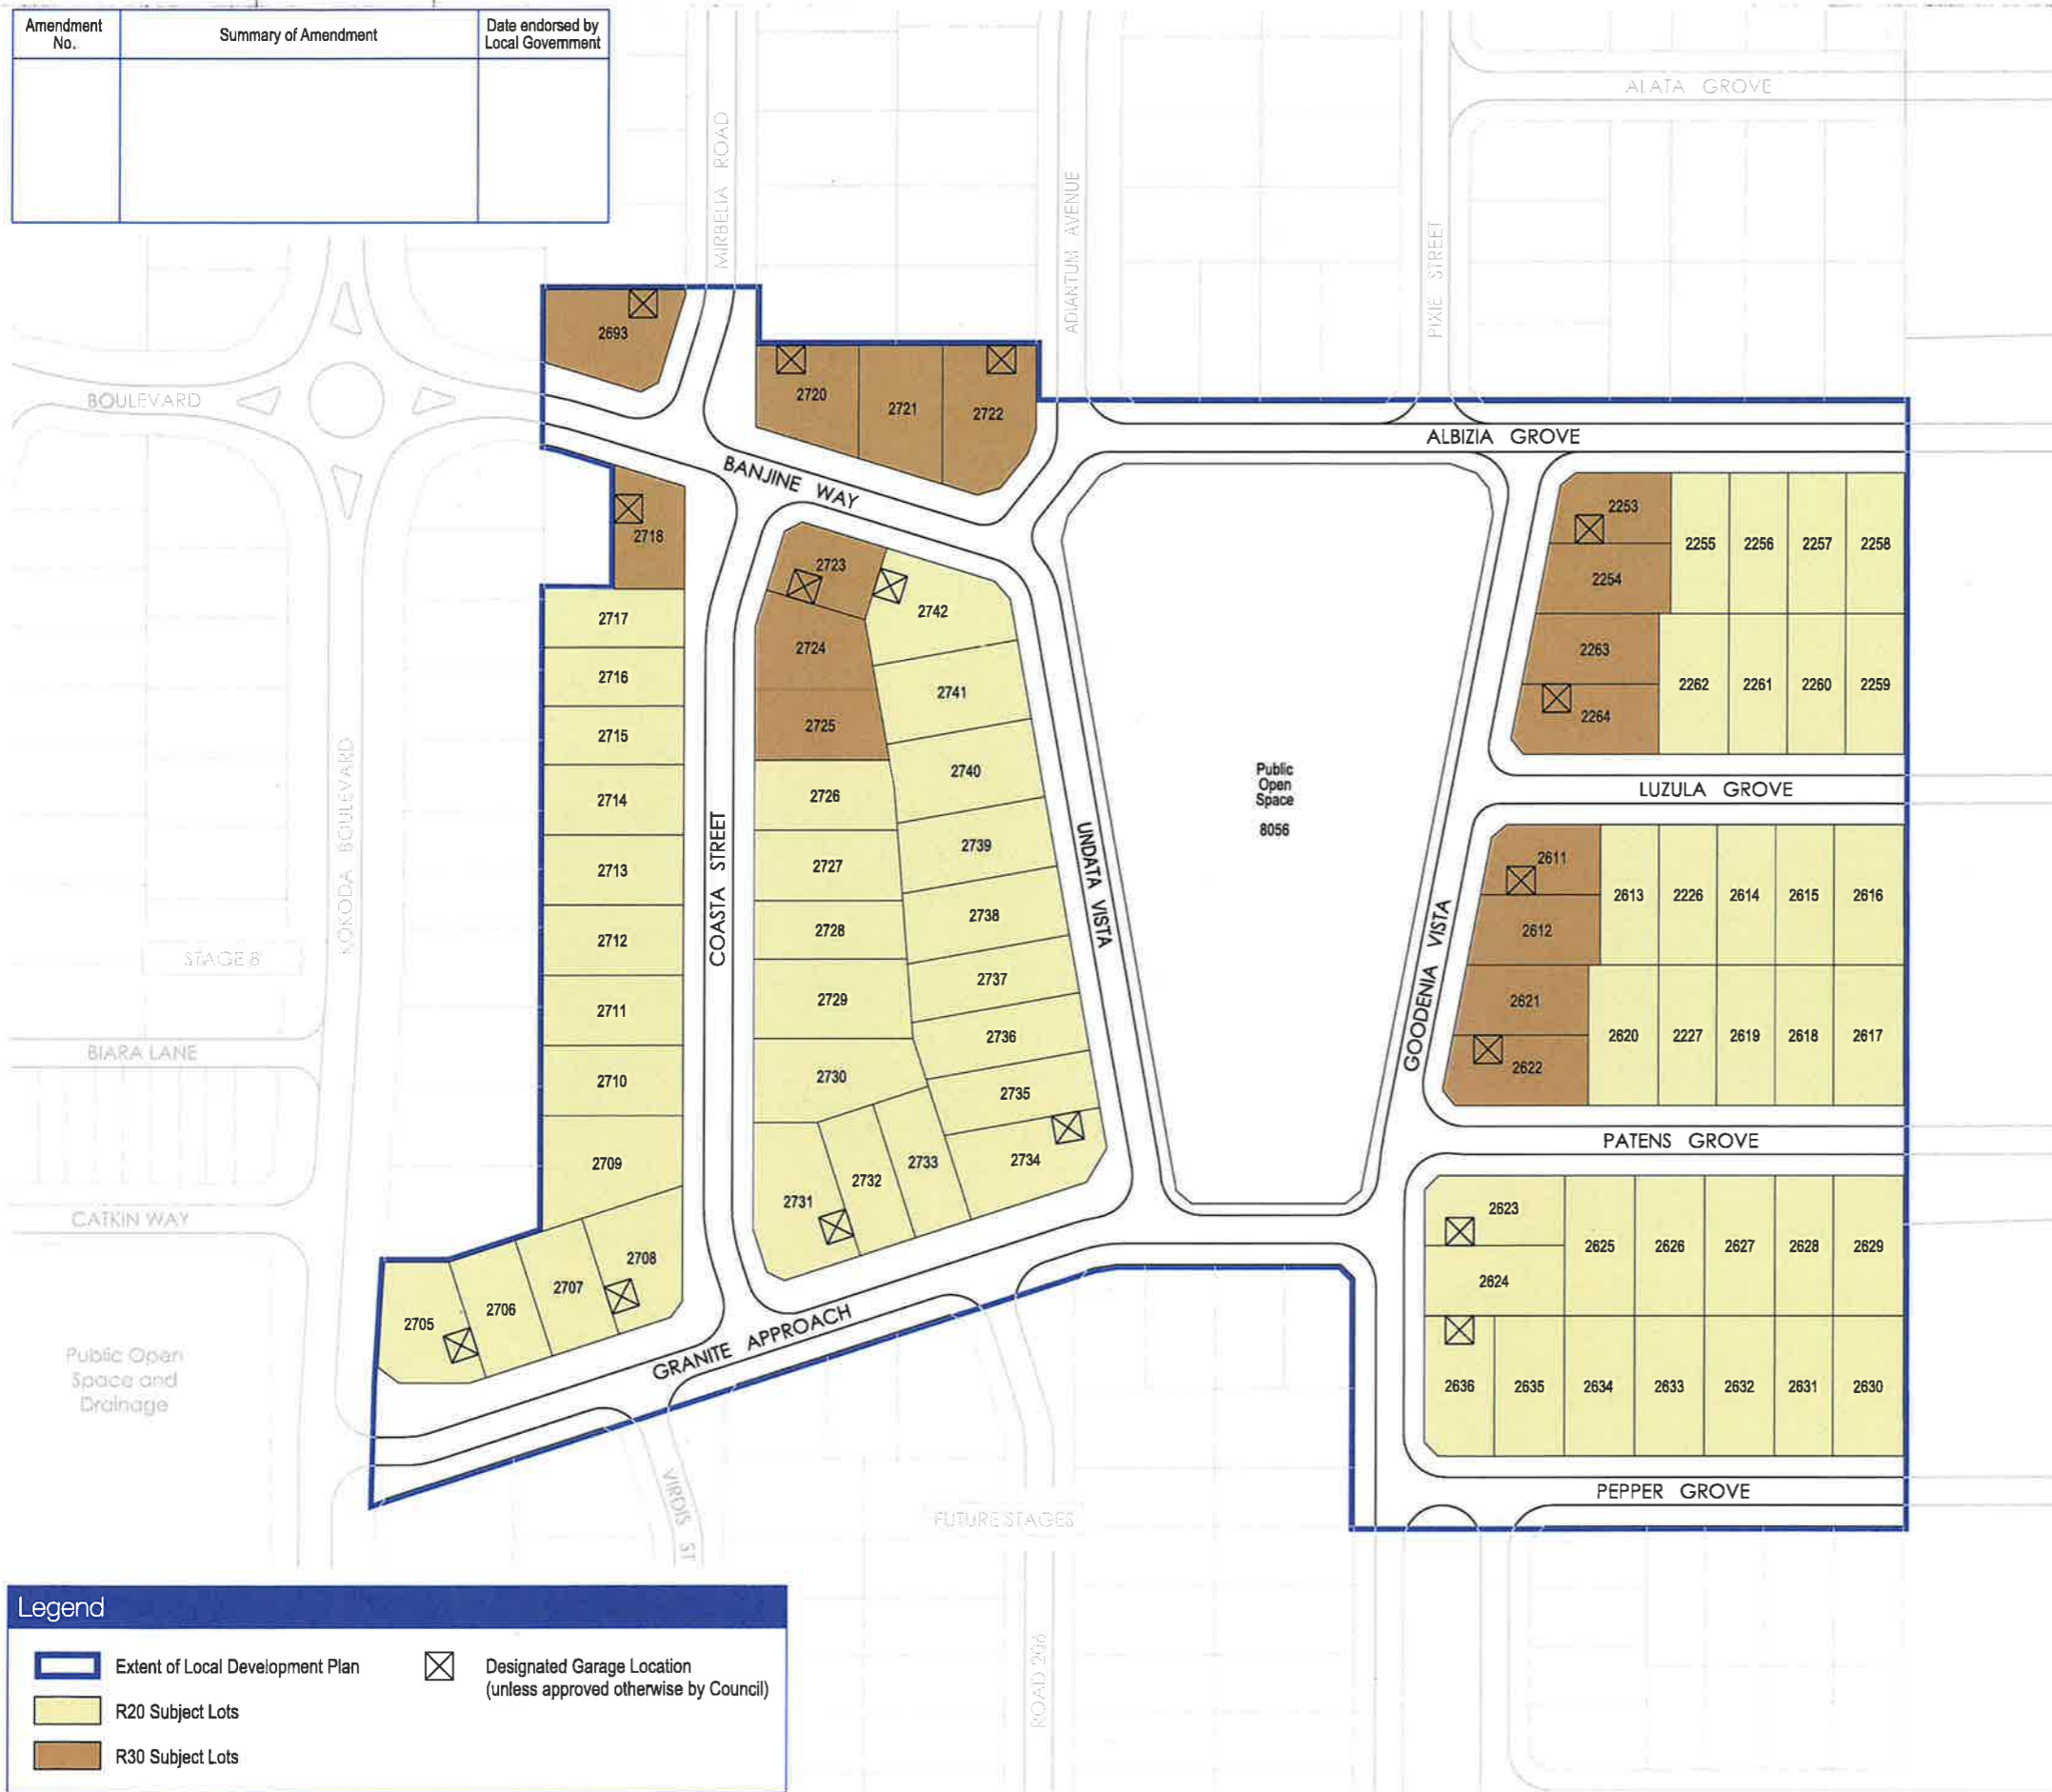 Amendment
No.
Summary of Amendment
Date endorsed by
Local Government
ALATA GROVE
MIRBELIA ROAD
ADIANTUM AVENUE
PIXIE STREET
2693
BOULEVARD
2720
2721
2722
ALBIZIA GROVE
BANJINE WAY
2718
2723
2742
2253
2254
2255
2256
2257
2258
2717
2724
2716
2741
2263
2264
2262
2261
2260
2259
2715
2725
2740
2714
2726
Public
Open
Space
8056
LUZULA GROVE
KOKODA BOULEVARD
COASTA STREET
UNDATA VISTA
GOODENIA VISTA
2713
2727
2739
2611
2612
2613
2226
2614
2615
2616
2712
2728
2738
STAGE 8
2711
2729
2737
2621
2622
2620
2227
2619
2618
2617
BIARA LANE
2710
2730
2736
2735
PATENS GROVE
2709
2731
2732
2733
2734
CATKIN WAY
2623
2624
2625
2626
2627
2628
2629
2708
2707
2706
2705
GRANITE APPROACH
Public Open
Space and
Drainage
2636
2635
2634
2633
2632
2631
2630
PEPPER GROVE
VIRDIS ST
FUTURE STAGES
ROAD 206
Legend
Extent of Local Development Plan
Designated Garage Location
(unless approved otherwise by Council)
R20 Subject Lots
R30 Subject Lots